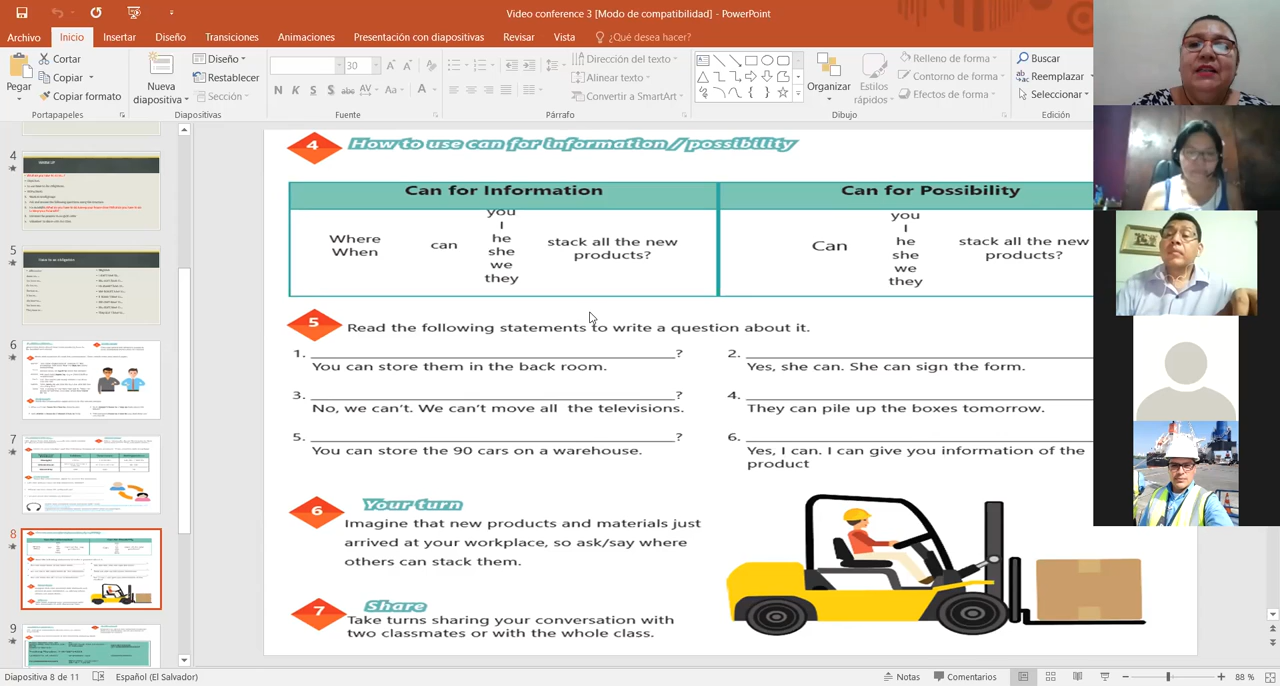 Video conference 3 [Modo de compatibilidad] - PowerPoint
Archivo Inicio Insertar Diseño Transiciones Animaciones Presentación con diapositivas Revisar Vista ¿Qué desea hacer?
Pegar
Cortar
Copiar
Copiar formato
Portapapeles
Nueva
diapositiva
Diseño
Restablecer
Sección
Diapositivas
30
N K S S abc AV Aa A
Fuente
Dirección del texto
Alinear texto
Convertir a SmartArt
Párrafo
Organizar
Estilos
rápidos
Relleno de forma
Contorno de forma
Efectos de forma
Dibujo
Buscar
Reemplazar
Seleccionar
Edición
4
5
6
7
8
9
4 How to use can for information/possibility
Can for Information
Where
When
can
you
I
he
she
we
they
stack all the new
products?
Can for Possibility
Can
you
I
he
she
we
they
stack all the new
products?
5 Read the following statements to write a question about it.
1. ?
You can store them in the back room.
2.
Yes, she can. She can sign the form.
3. ?
No, we can't. We can't move all the televisions.
4.
They can pile up the boxes tomorrow.
5. ?
You can store the 90 cars on a warehouse.
6.
Yes,I can. I can give you information of the
product
6 Your turn
Imagine that new products and materials just
arrived at your workplace, so ask/say where
others can stack them.
7 Share
Take turns sharing your conversation with
two classmates or with the whole class.
Diapositiva 8 de 11 Español (El Salvador) Notas Comentarios 88 %